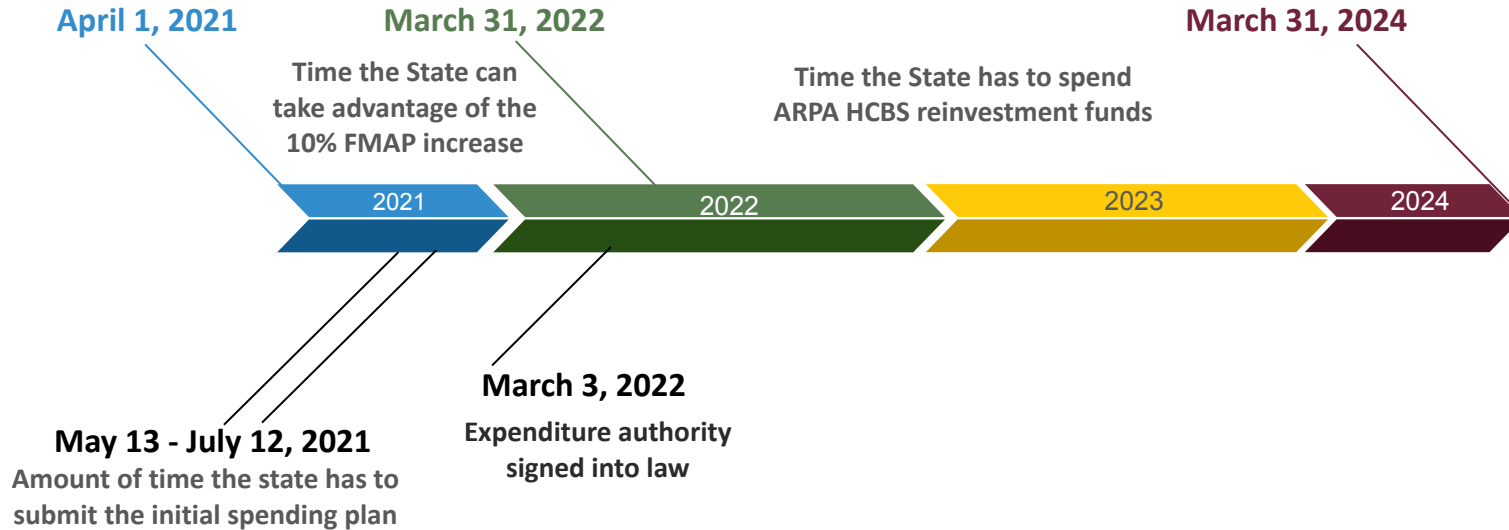 April 1, 2021
March 31, 2022
March 31, 2024
Time the State can
take advantage of the
10% FMAP increase
Time the State has to spend
ARPA HCBS reinvestment funds
2021
2022
2023
2024
March 3, 2022
Expenditure authority
signed into law
May 13 - July 12, 2021
Amount of time the state has to
submit the initial spending plan